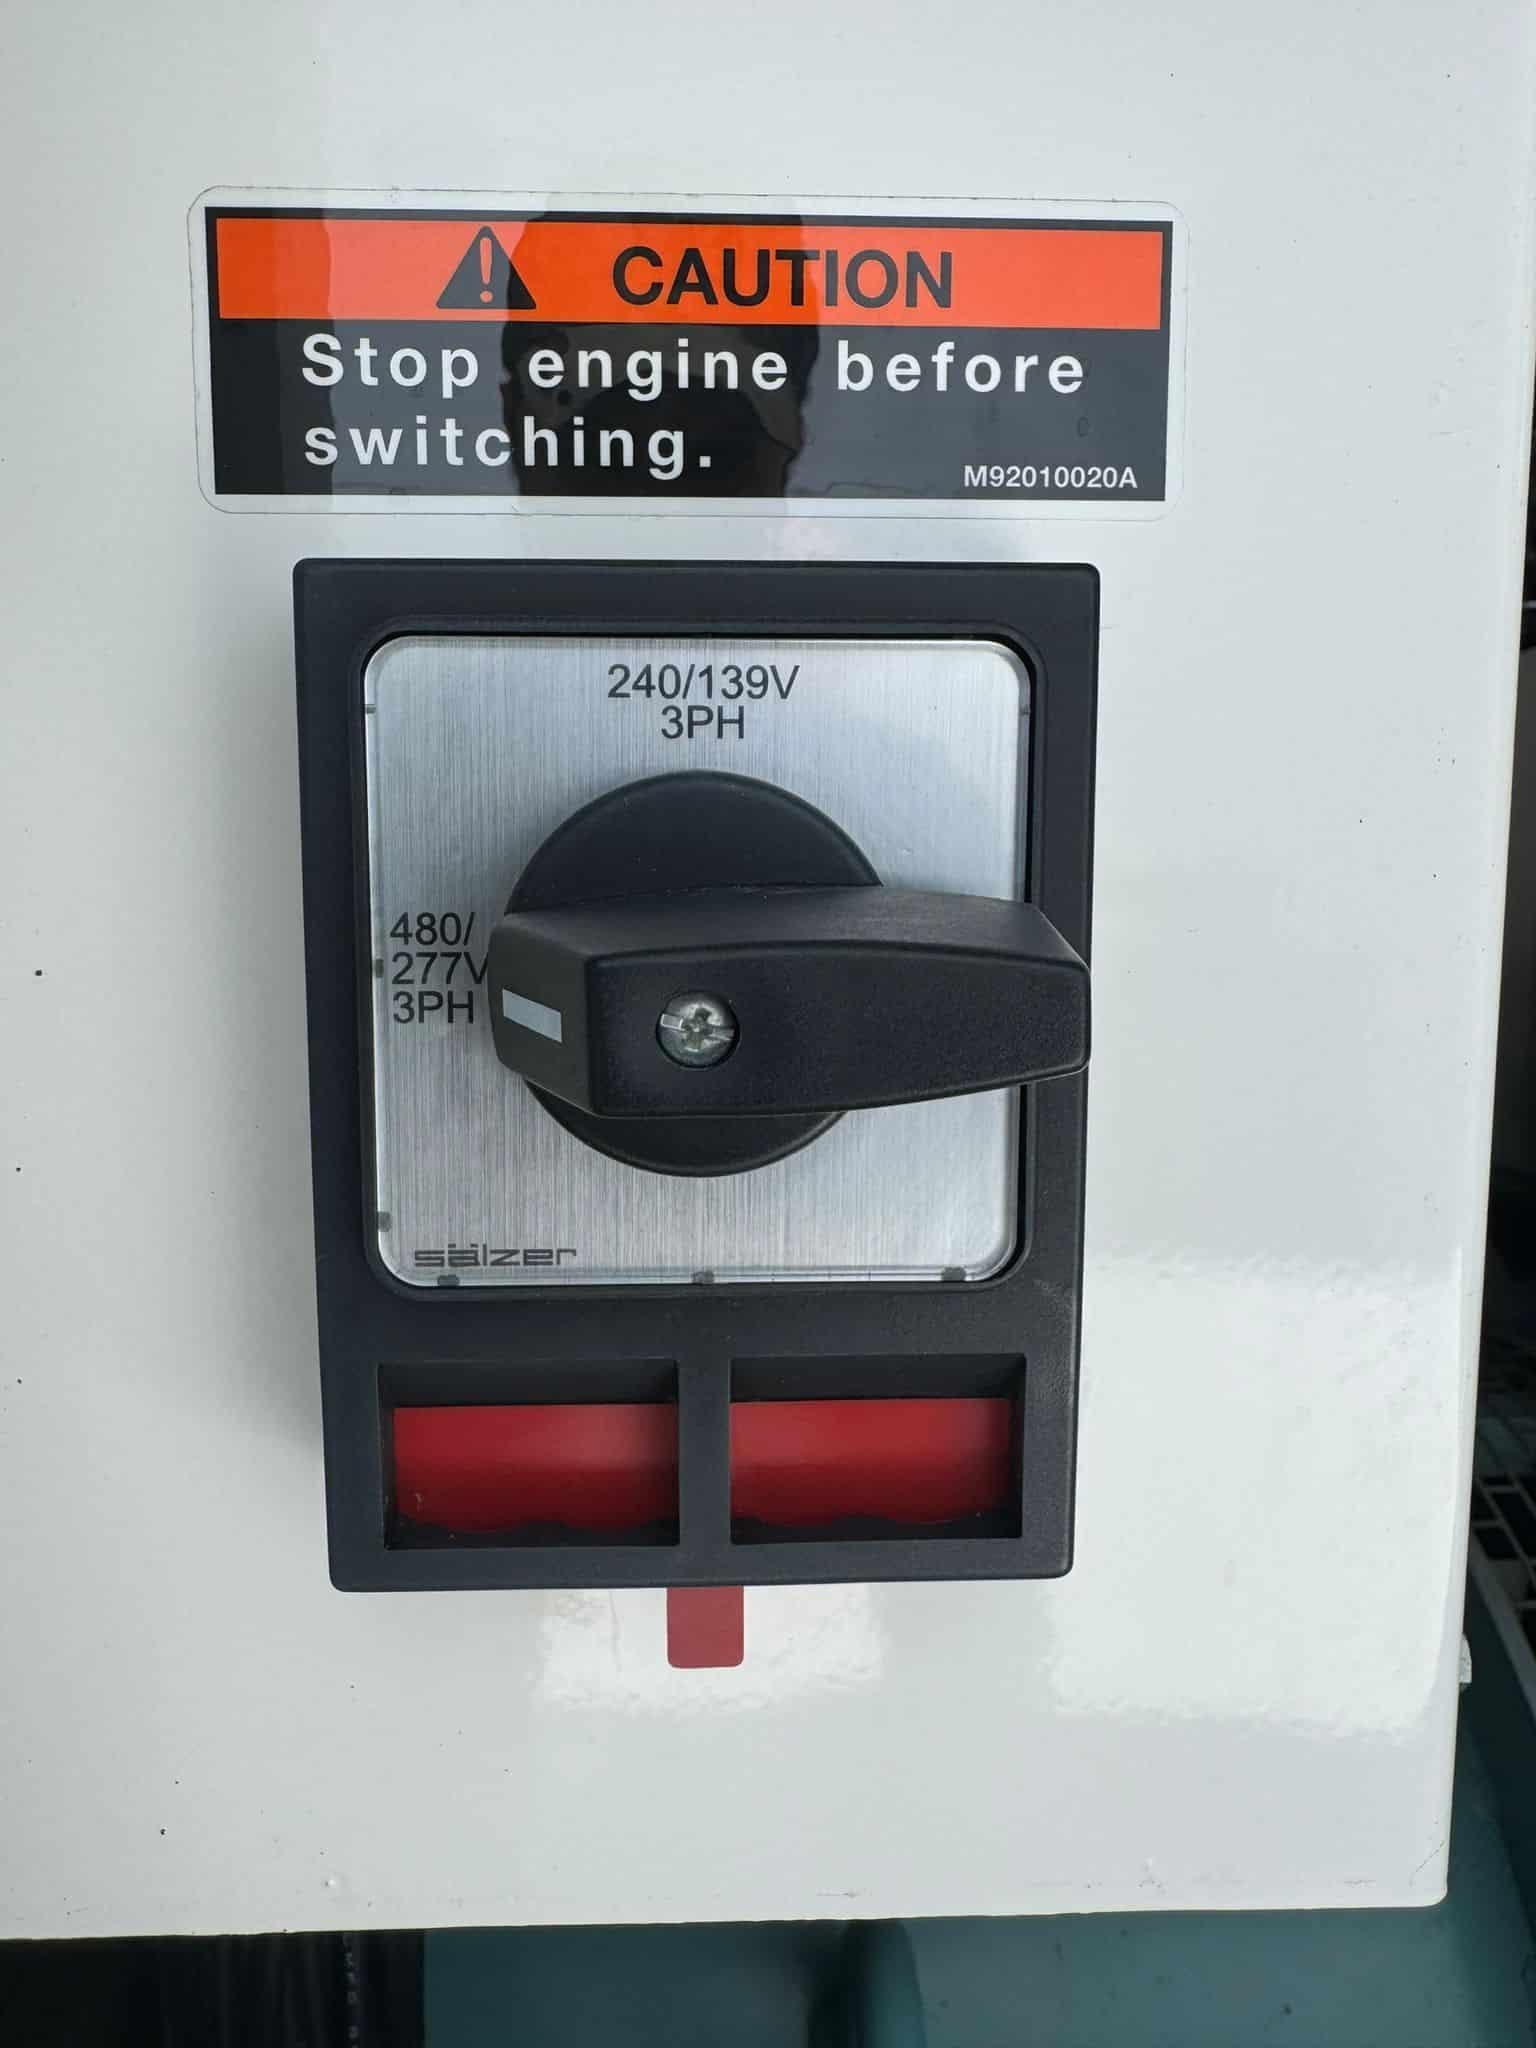 CAUTION
Stop engine before
switching.
M92010020A
240/139V
3PH
480/
277V
3PH
sälzer